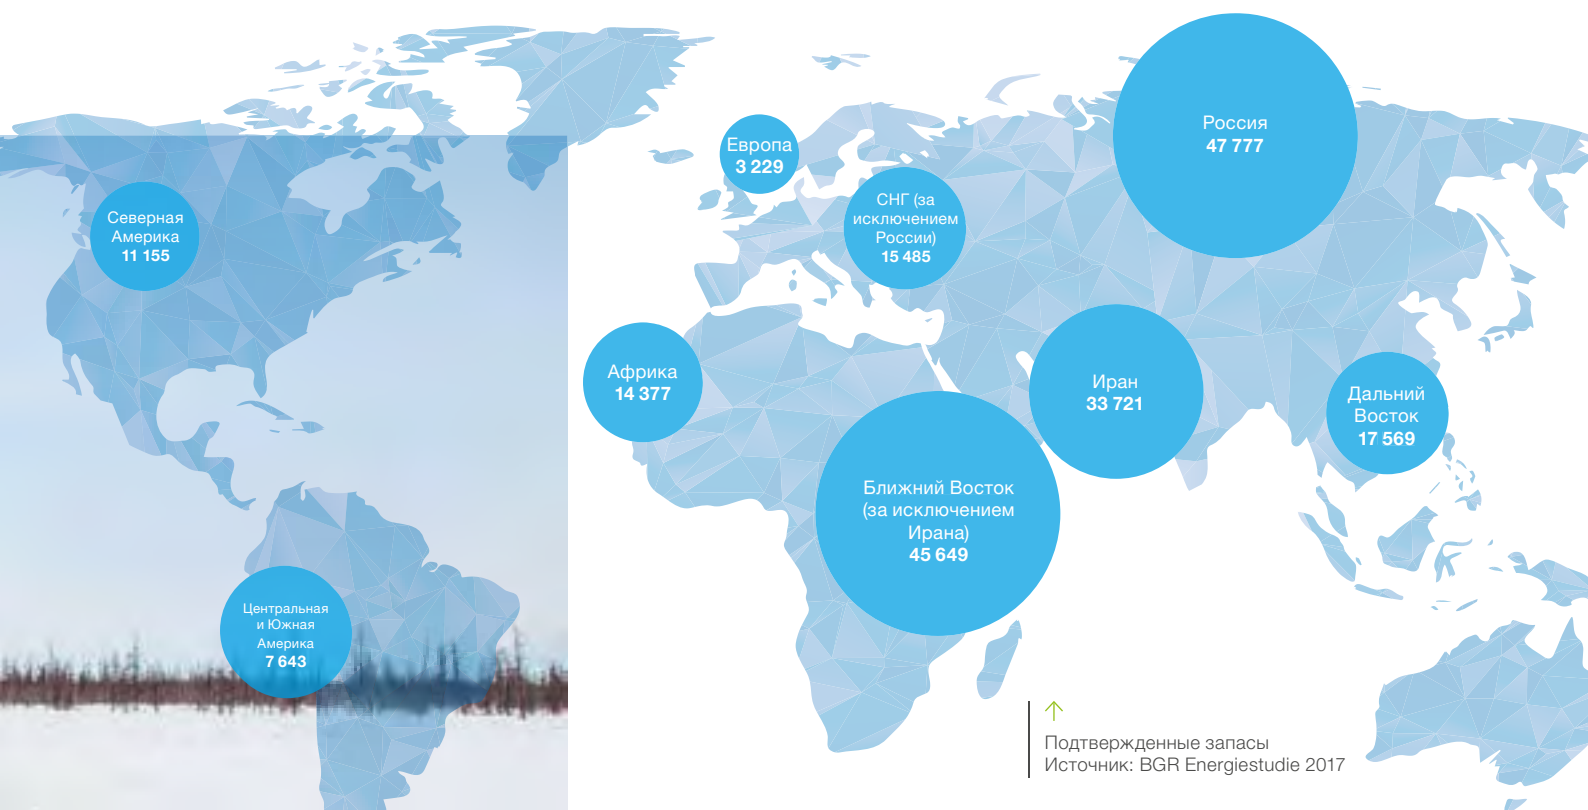 Россия
47 777
Европа
3 229
СНГ (за
исключением
России)
15 485
Северная
Америка
11 155
Африка
14 377
Иран
33 721
Дальний
Восток
17 569
Ближний Восток
(за исключением
Ирана)
45 649
Центральная
и Южная
Америка
7 643
Подтвержденные запасы
Источник: BGR Energiestudie 2017